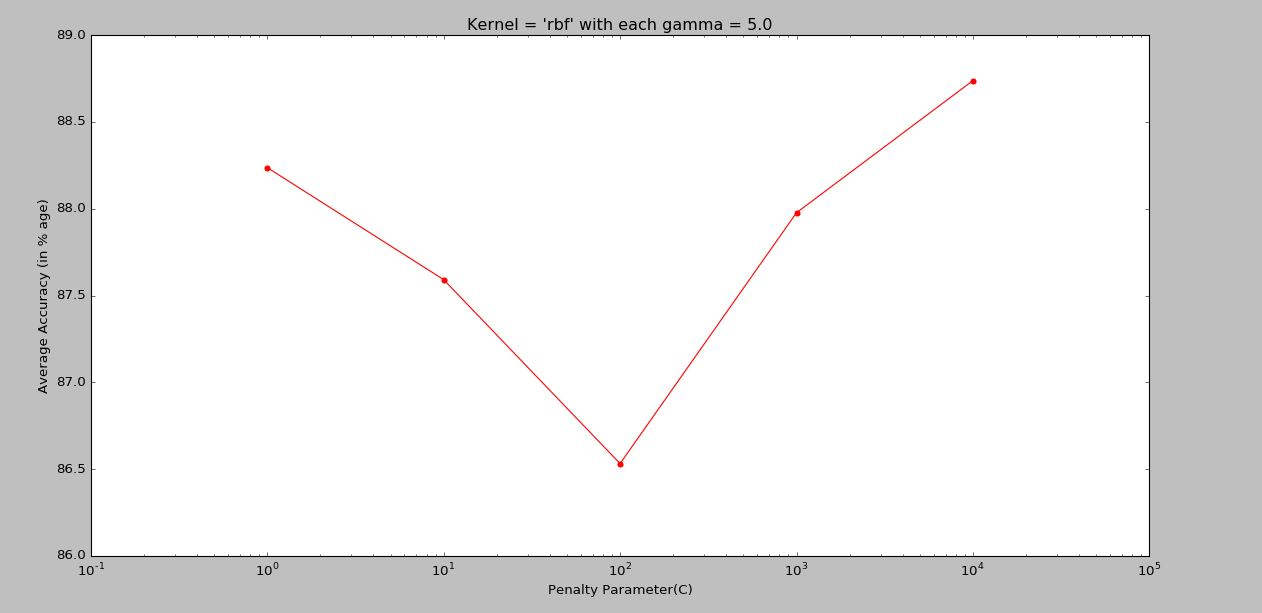 Kernel = 'rbf' with each gamma = 5.0
89.0
88.5
88.0
87.5
87.0
86.5
86.0
Average Accuracy (in % age)
10^-1 10^0 10^1 10^2 10^3 10^4 10^5
Penalty Parameter(C)